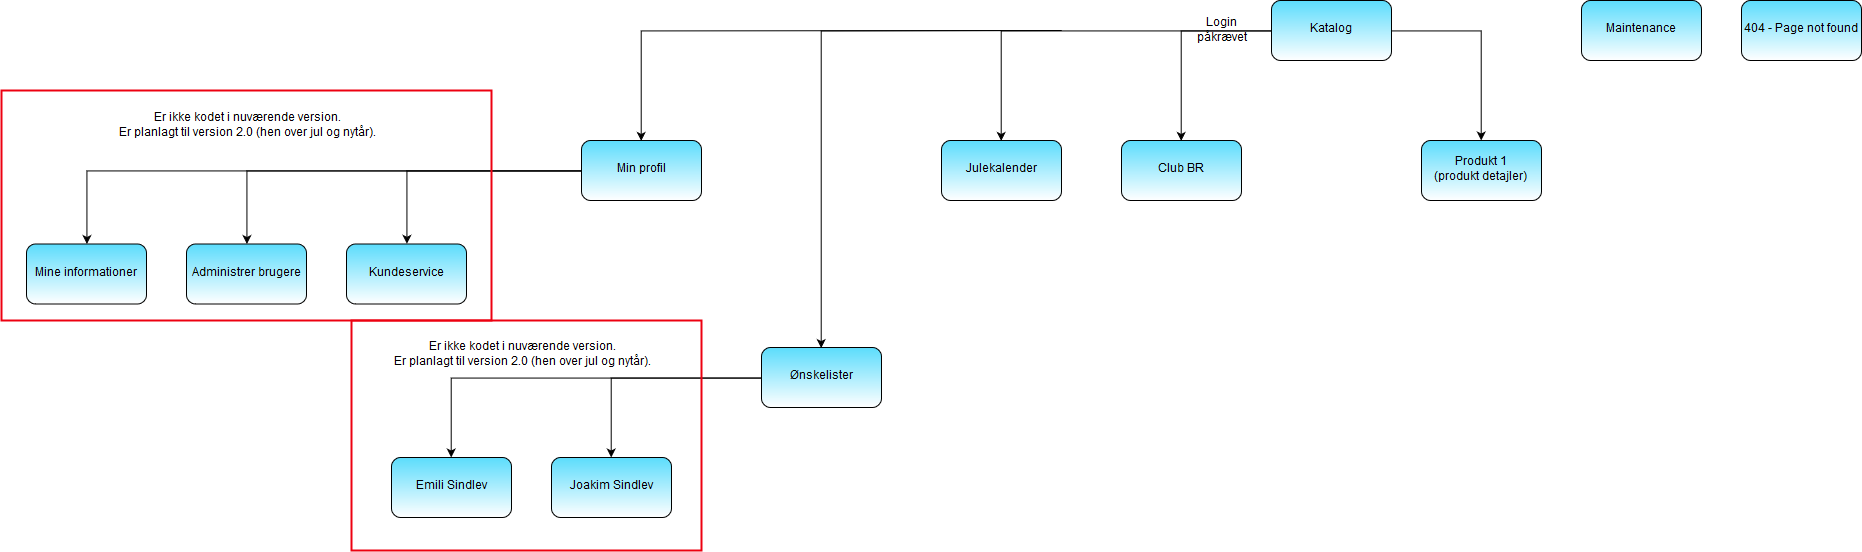 Login
påkrævet
Katalog
Maintenance
404 - Page not found
Er ikke kodet i nuværende version.
Er planlagt til version 2.0 (hen over jul og nytår).
Min profil
Julekalender
Club BR
Produkt 1
(produkt detajler)
Mine informationer
Administrer brugere
Kundeservice
Er ikke kodet i nuværende version.
Er planlagt til version 2.0 (hen over jul og nytår).
Ønskelister
Emili Sindlev
Joakim Sindlev